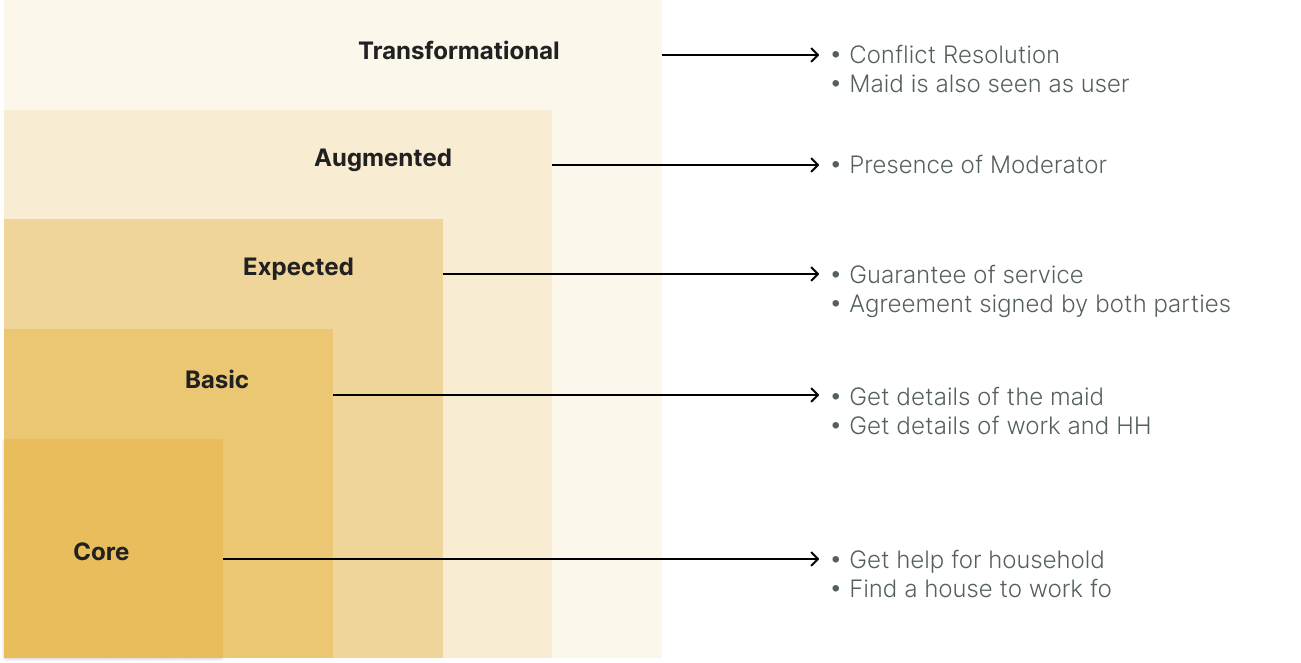 Transformational
• Conflict Resolution
• Maid is also seen as user
Augmented
• Presence of Moderator
Expected
• Guarantee of service
• Agreement signed by both parties
Basic
• Get details of the maid
• Get details of work and HH
Core
• Get help for household
• Find a house to work fo